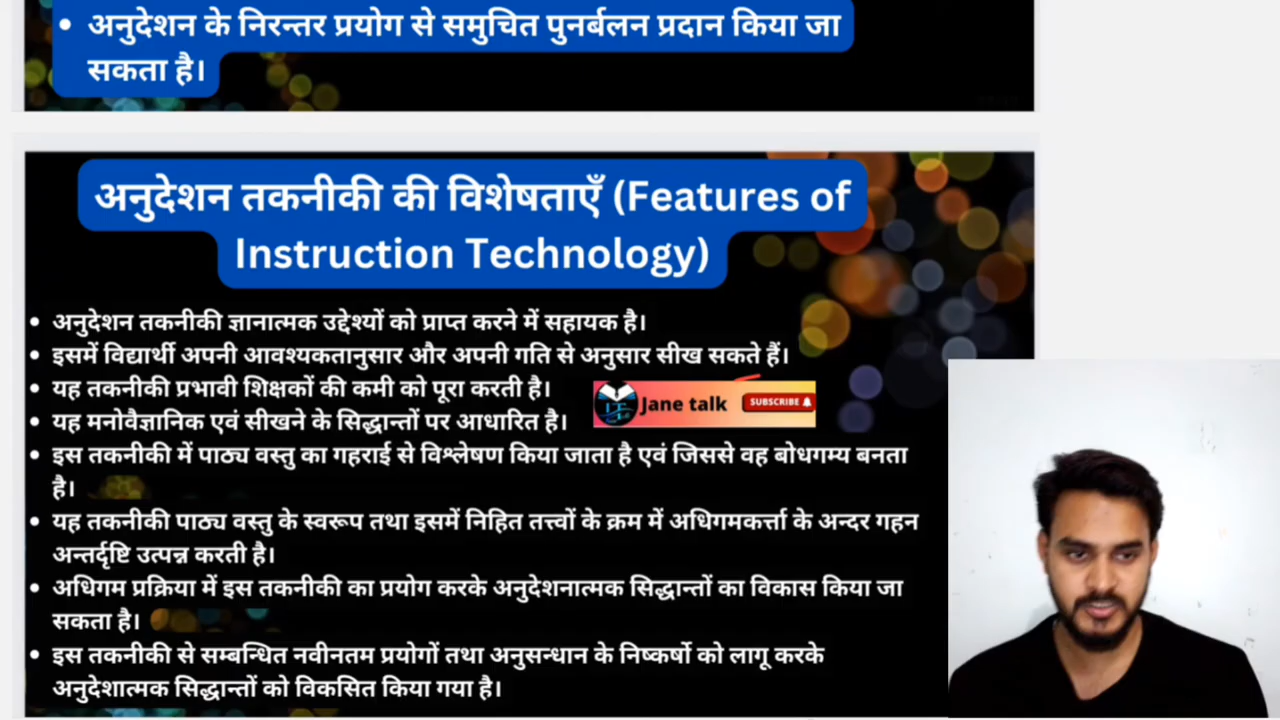 • अनुदेशन के निरन्तर प्रयोग से समुचित पुनर्बलन प्रदान किया जा
सकता है।
अनुदेशन तकनीकी की विशेषताएँ (Features of
Instruction Technology)
• अनुदेशन तकनीकी ज्ञानात्मक उद्देश्यों को प्राप्त करने में सहायक है।
• इसमें विद्यार्थी अपनी आवश्यकतानुसार और अपनी गति से अनुसार सीख सकते हैं।
• यह तकनीकी प्रभावी शिक्षकों की कमी को पूरा करती है।
Jane talk SUBSCRIBE
• यह मनोवैज्ञानिक एवं सीखने के सिद्धान्तों पर आधारित है।
• इस तकनीकी में पाठ्य वस्तु का गहराई से विश्लेषण किया जाता है एवं जिससे वह बोधगम्य बनता
है।
• यह तकनीकी पाठ्य वस्तु के स्वरूप तथा इसमें निहित तत्त्वों के क्रम में अधिगमकर्त्ता के अन्दर गहन
अन्तर्दृष्टि उत्पन्न करती है।
• अधिगम प्रक्रिया में इस तकनीकी का प्रयोग करके अनुदेशनात्मक सिद्धान्तों का विकास किया जा
सकता है।
• इस तकनीकी से सम्बन्धित नवीनतम प्रयोगों तथा अनुसन्धान के निष्कर्षो को लागू करके
अनुदेशात्मक सिद्धान्तों को विकसित किया गया है।